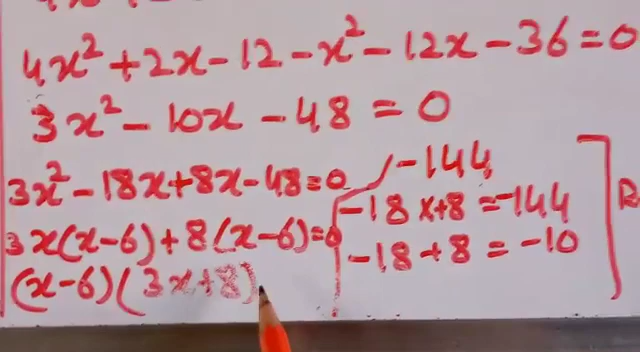 4x² + 2x - 12 - x² - 12x - 36 = 0
3x² - 10x - 48 = 0
3x² - 18x + 8x - 48 = 0
3x(x-6) + 8(x-6) = 0
(x-6)(3x+8)
-144
-18 x +8 = -144
-18 + 8 = -10